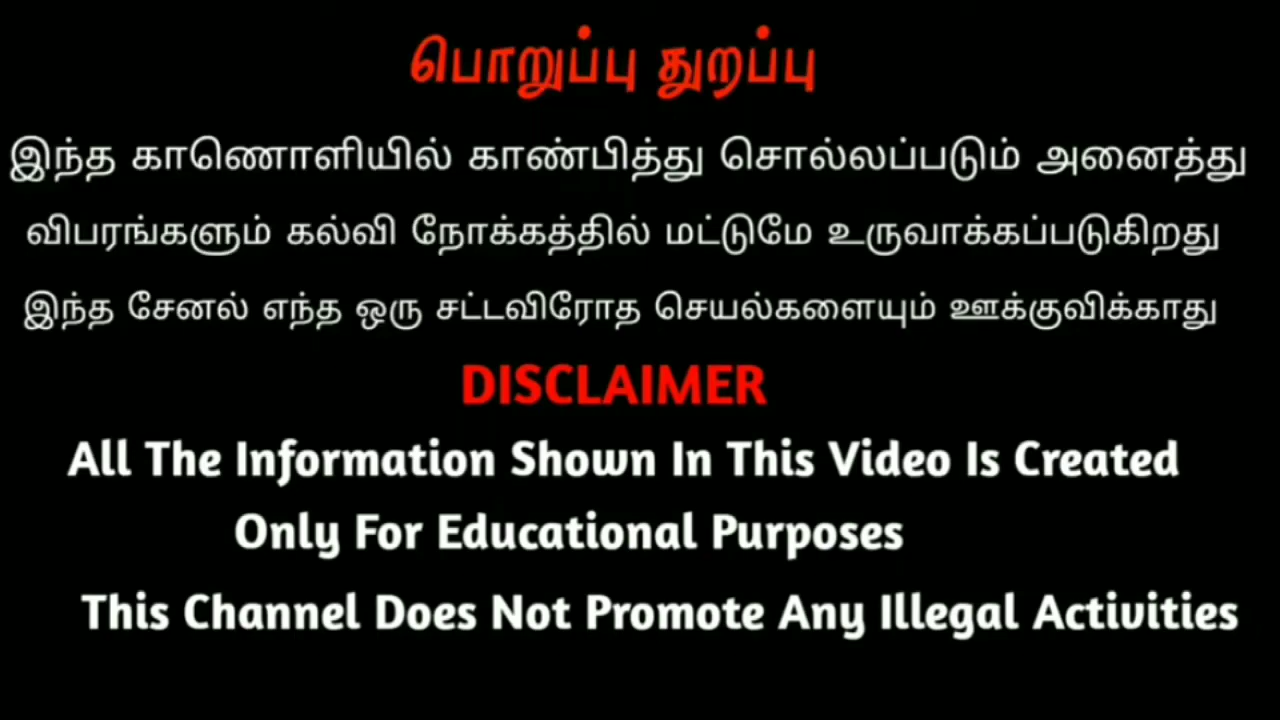 பொறுப்பு துறப்பு
இந்த காணொளியில் காண்பித்து சொல்லப்படும் அனைத்து
விபரங்களும் கல்வி நோக்கத்தில் மட்டுமே உருவாக்கப்படுகிறது
இந்த சேனல் எந்த ஒரு சட்டவிரோத செயல்களையும் ஊக்குவிக்காது
DISCLAIMER
All The Information Shown In This Video Is Created
Only For Educational Purposes
This Channel Does Not Promote Any Illegal Activities